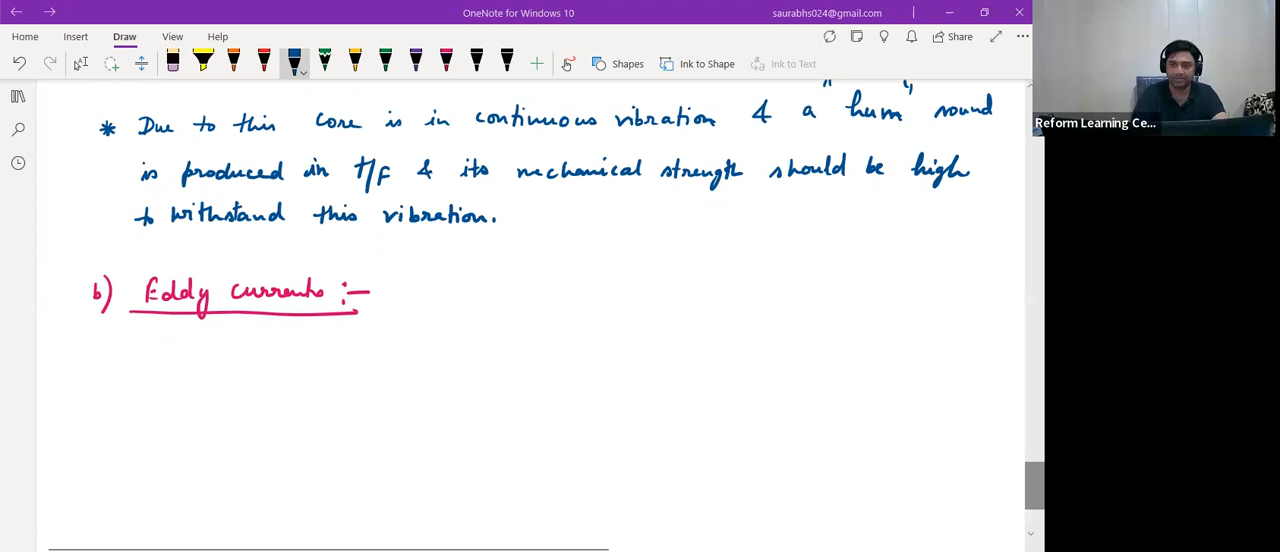 OneNote for Windows 10
saurabhs024@gmail.com
Home Insert Draw View Help
Share
Shapes Ink to Shape Ink to Text
* Due to this core is in continuous vibration & a "hum" sound
is produced in T/F & its mechanical strength should be high
to withstand this vibration.
b) Eddy currents :-
Reform Learning Ce...